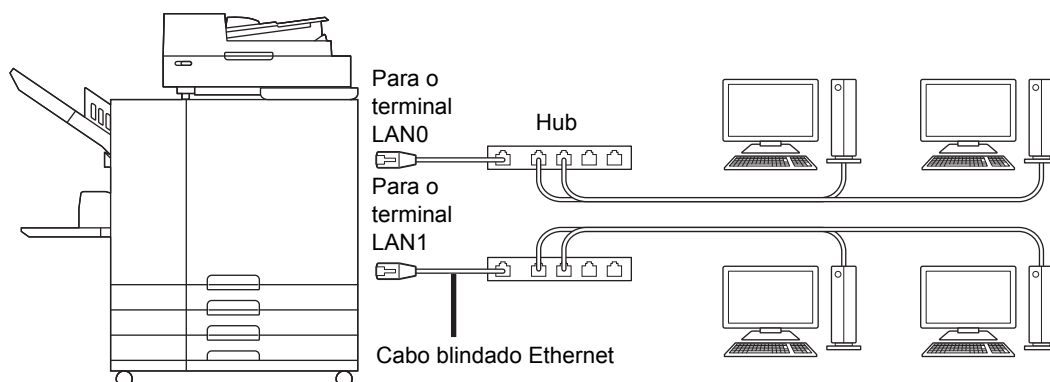 Para o
terminal
LAN0
Hub
Para o
terminal
LAN1
Cabo blindado Ethernet